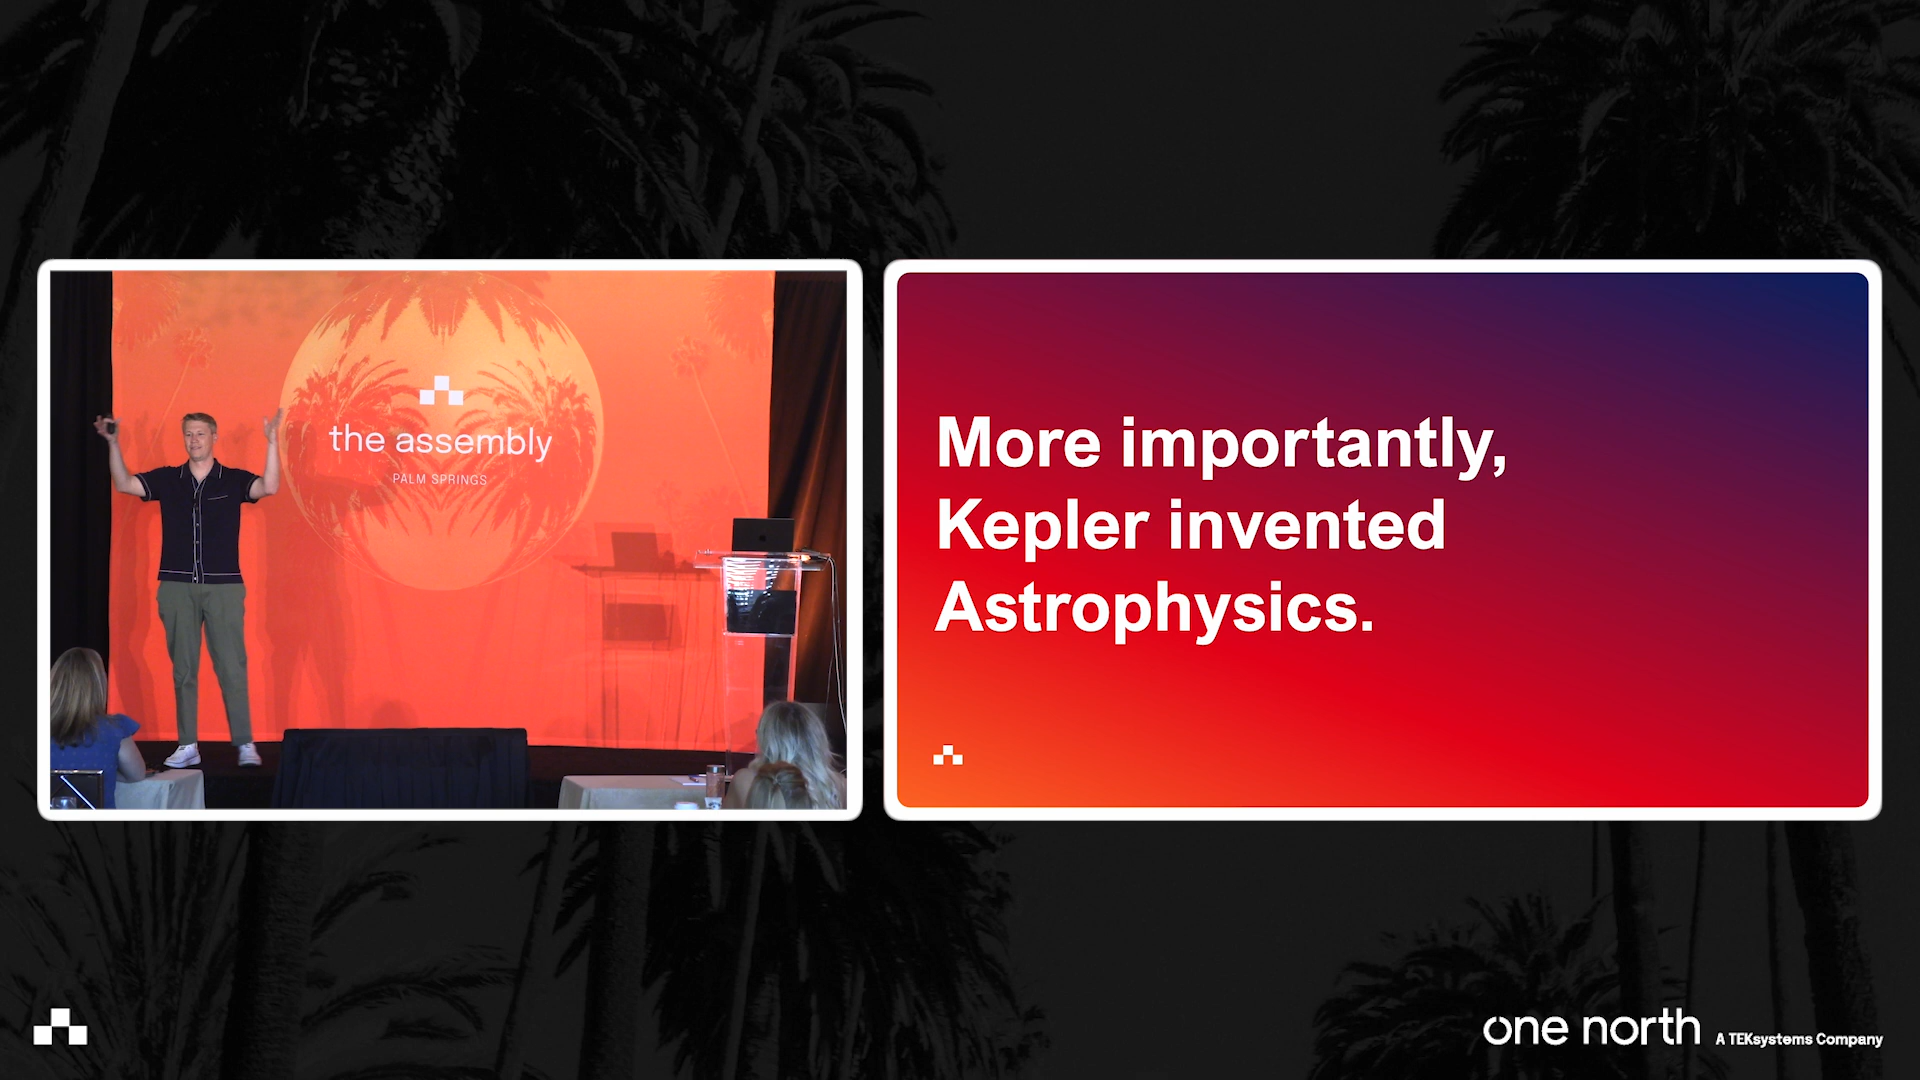 the assembly
PALM SPRINGS
More importantly,
Kepler invented
Astrophysics.
one north
A TEKsystems Company